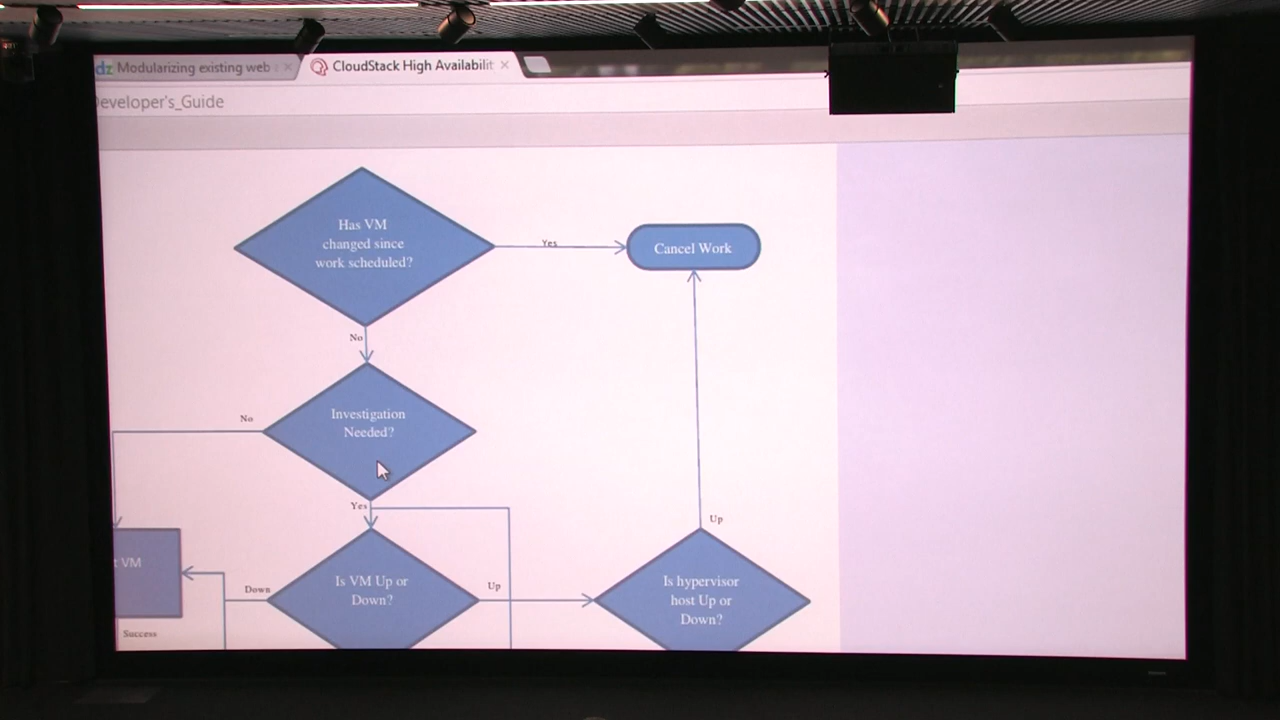 dz Modularizing existing web
CloudStack High Availabilit
Developer's_Guide
Has VM
changed since
work scheduled?
Yes
Cancel Work
No
Investigation
Needed?
No
Yes
Up
t VM
Is VM Up or
Down?
Down
Up
Is hypervisor
host Up or
Down?
Success